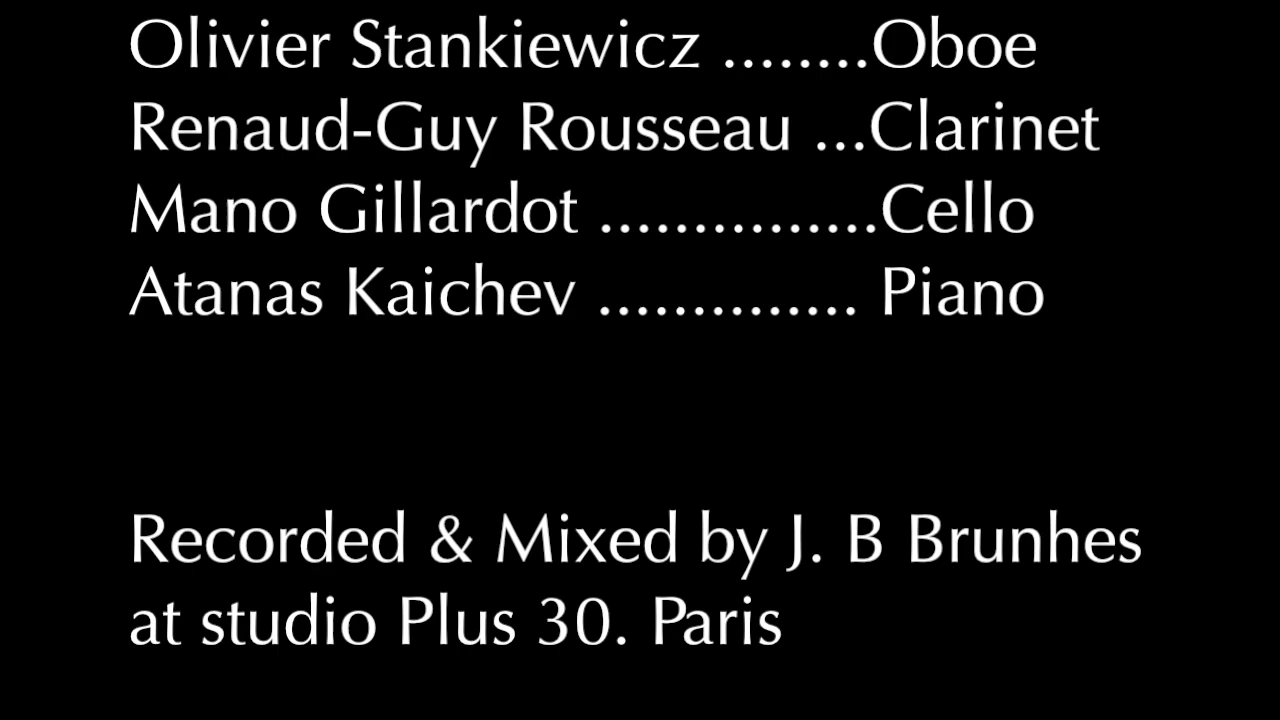 Olivier Stankiewicz ........Oboe
Renaud-Guy Rousseau ...Clarinet
Mano Gillardot ...............Cello
Atanas Kaichev .............. Piano
Recorded & Mixed by J. B Brunhes
at studio Plus 30. Paris